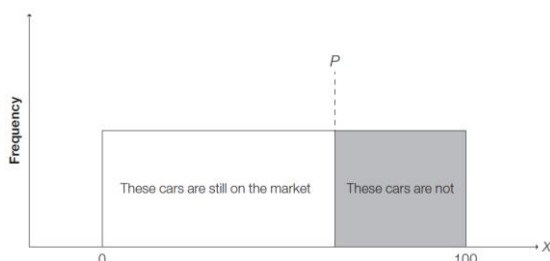 P
Frequency
These cars are still on the market
These cars are not
X
0
100